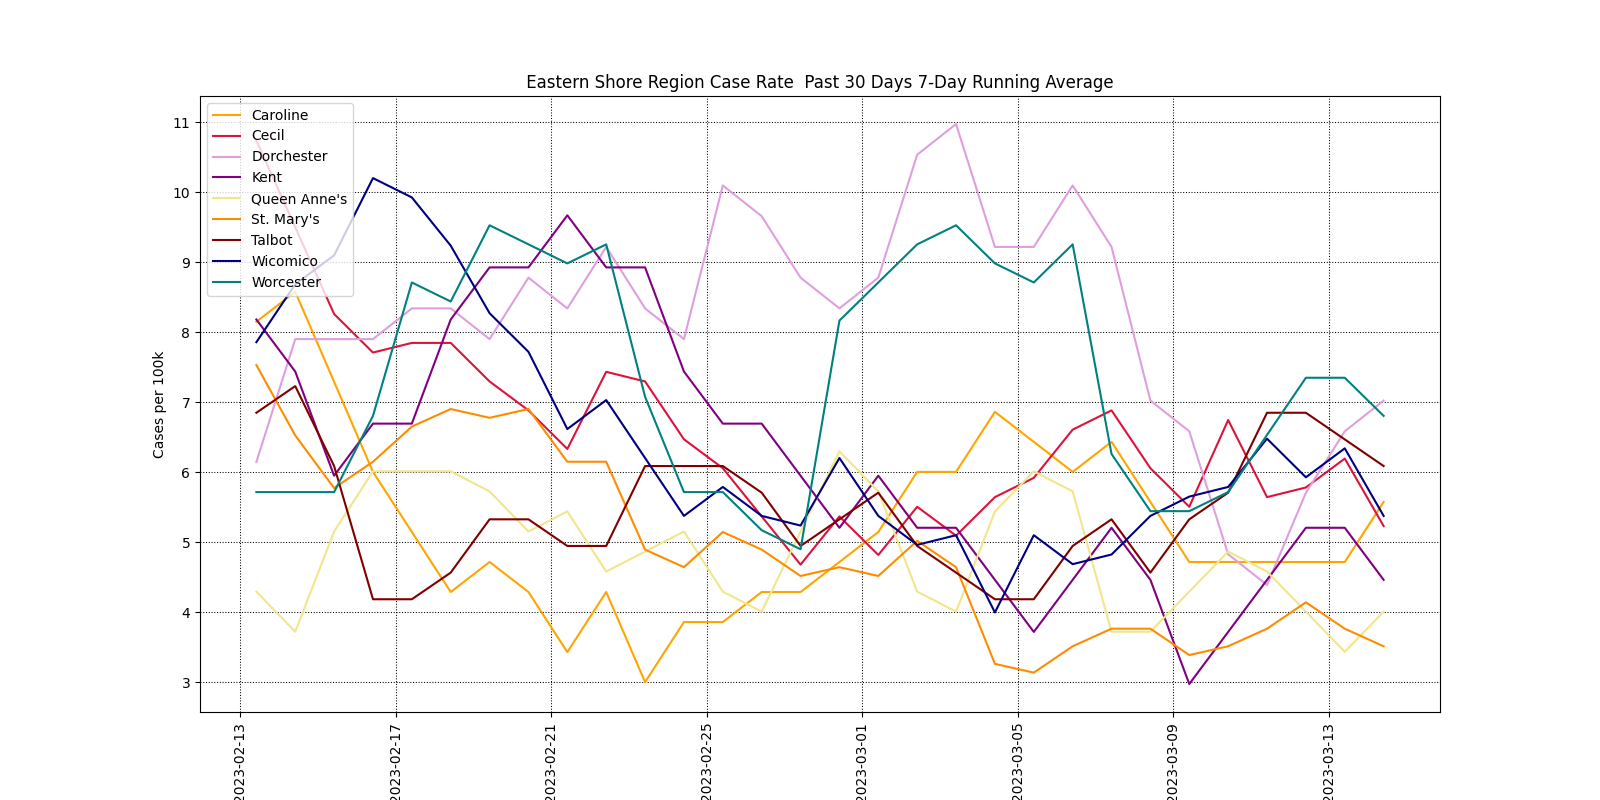 Eastern Shore Region Case Rate  Past 30 Days 7-Day Running Average
Caroline
Cecil
Dorchester
Kent
Queen Anne's
St. Mary's
Talbot
Wicomico
Worcester
Cases per 100k
11
10
9
8
7
6
5
4
3
2023-02-13
2023-02-17
2023-02-21
2023-02-25
2023-03-01
2023-03-05
2023-03-09
2023-03-13